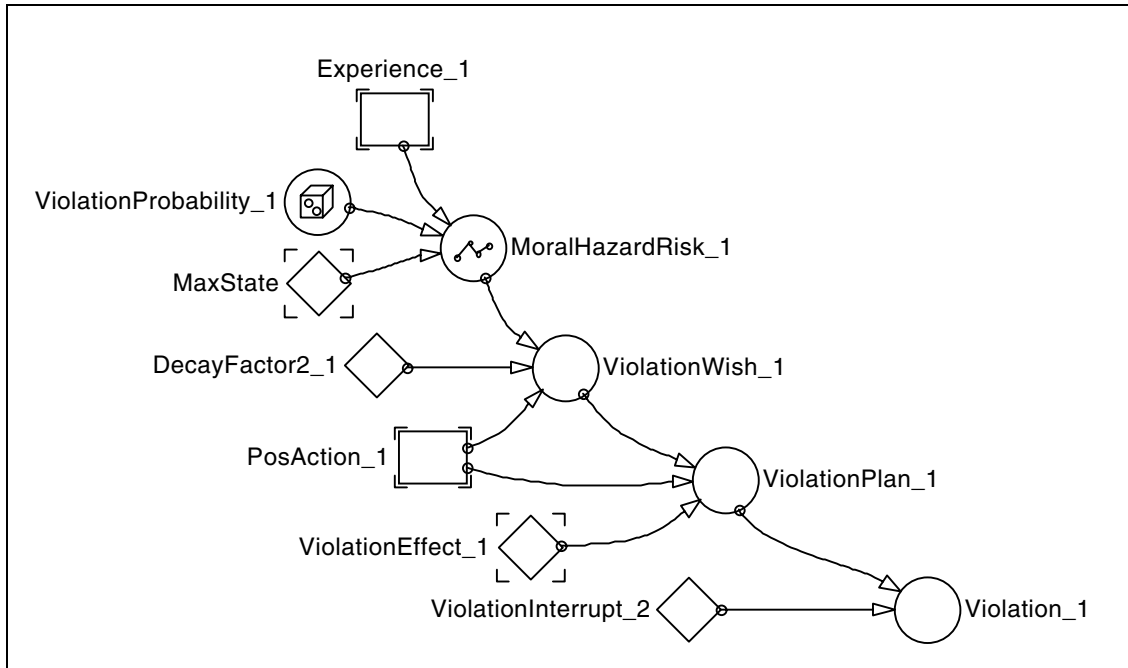 Experience_1
ViolationProbability_1
MoralHazardRisk_1
MaxState
DecayFactor2_1
ViolationWish_1
PosAction_1
ViolationPlan_1
ViolationEffect_1
ViolationInterrupt_2
Violation_1